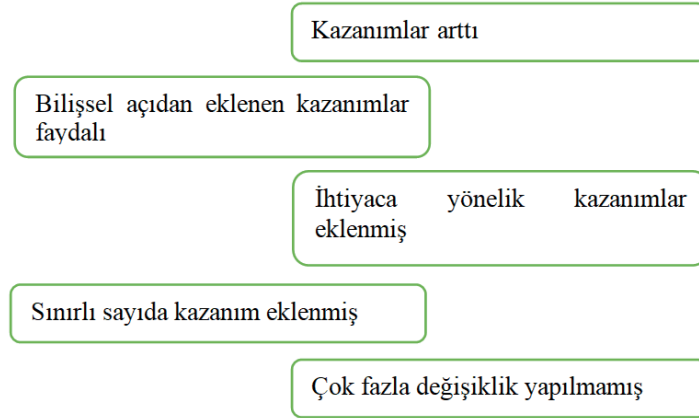 Kazanımlar arttı
Bilişsel açıdan eklenen kazanımlar
faydalı
İhtiyaca yönelik kazanımlar
eklenmiş
Sınırlı sayıda kazanım eklenmiş
Çok fazla değişiklik yapılmamış